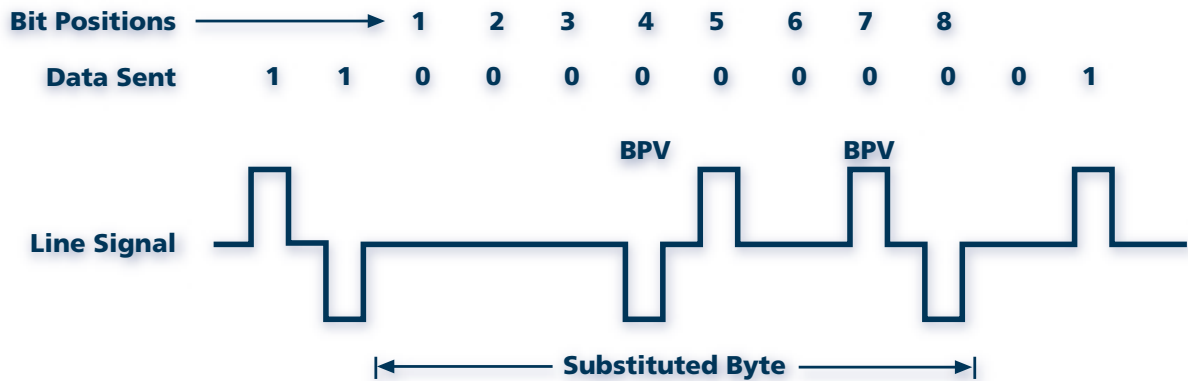 Bit Positions 1 2 3 4 5 6 7 8
Data Sent 1 1 0 0 0 0 0 0 0 0 0 1
BPV BPV
Line Signal
Substituted Byte